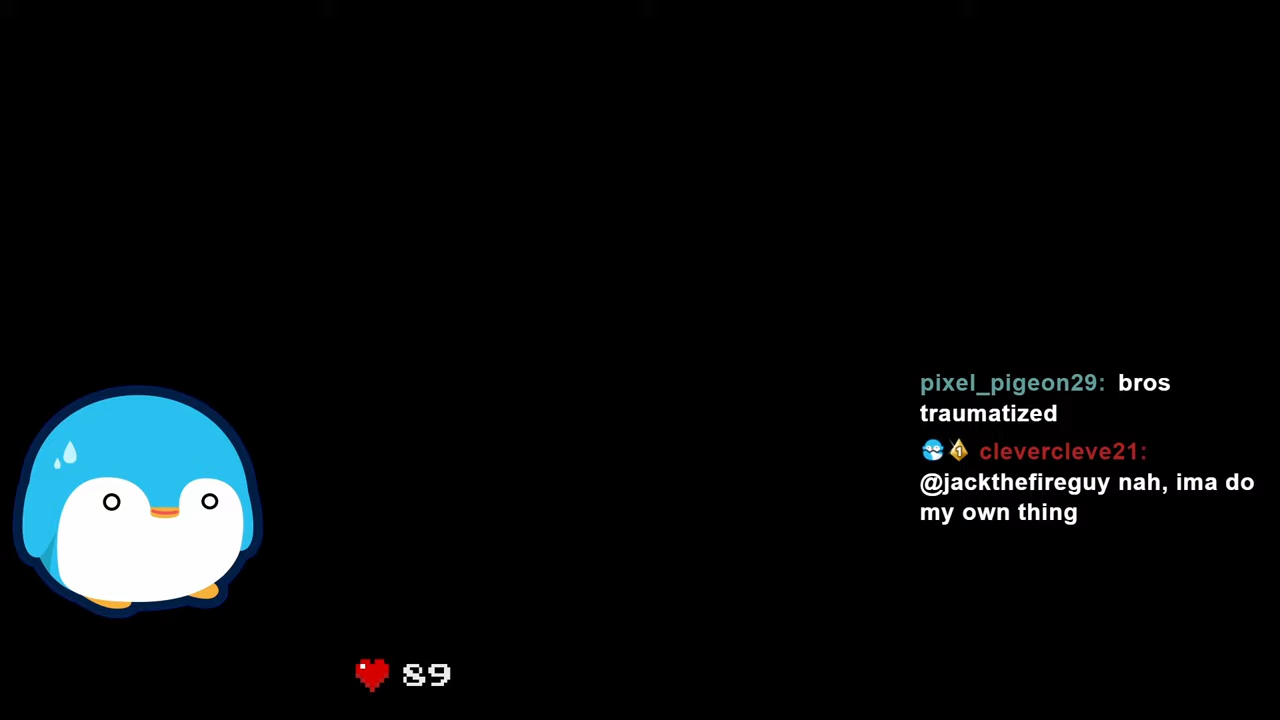 pixel_pigeon29: bros
traumatized
clevercleve21:
@jackthefireguy nah, ima do
my own thing
89